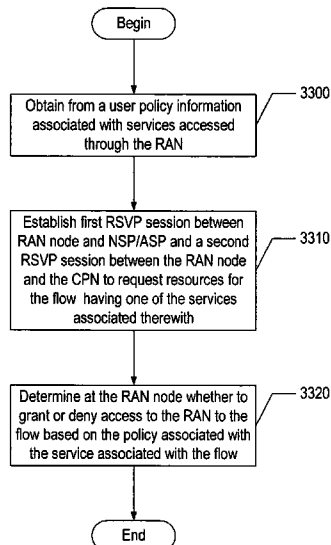 Begin
Obtain from a user policy information
associated with services accessed
through the RAN
3300
Establish first RSVP session between
RAN node and NSP/ASP and a second
RSVP session between the RAN node
and the CPN to request resources for
the flow having one of the services
associated therewith
3310
Determine at the RAN node whether to
grant or deny access to the RAN to the
flow based on the policy associated with
the service associated with the flow
3320
End